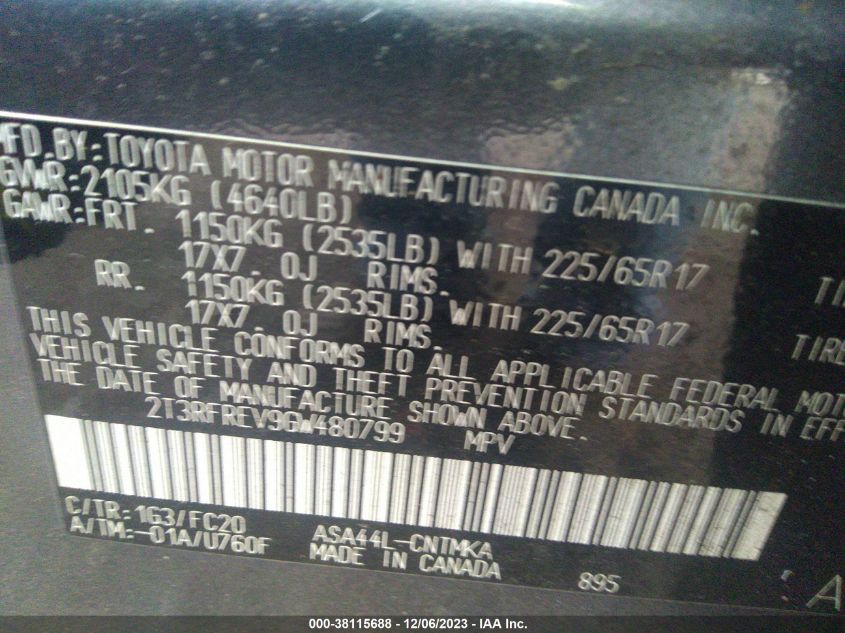 MFD.BY:TOYOTA MOTOR MANUFACTURING CANADA INC.
GVWR:2105KG (4640LB)
GAWR:FRT. 1150KG (2535LB) WITH 225/65R17
17X7.0J RIMS.
RR. 1150KG (2535LB) WITH 225/65R17
17X7.0J RIMS.
THIS VEHICLE CONFORMS TO ALL APPLICABLE FEDERAL
VEHICLE SAFETY AND THEFT PREVENTION STANDARDS IN
THE DATE OF MANUFACTURE SHOWN ABOVE.
2T3RFREV9GW480799 MPV
C/TR:1G3/FC20
A/TM:-01A/U760F
ASA44L-CNTMKA
MADE IN CANADA
895
000-38115688 - 12/06/2023 - IAA Inc.